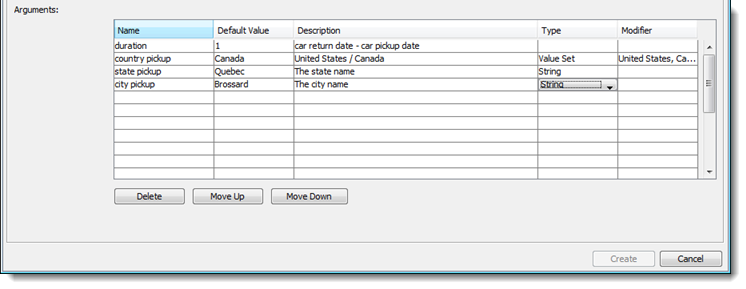 Arguments:
Name Default Value Description Type Modifier
duration 1 car return date - car pickup date
country pickup Canada United States / Canada Value Set United States, Ca...
state pickup Quebec The state name String
city pickup Brossard The city name String
Delete Move Up Move Down
Create Cancel